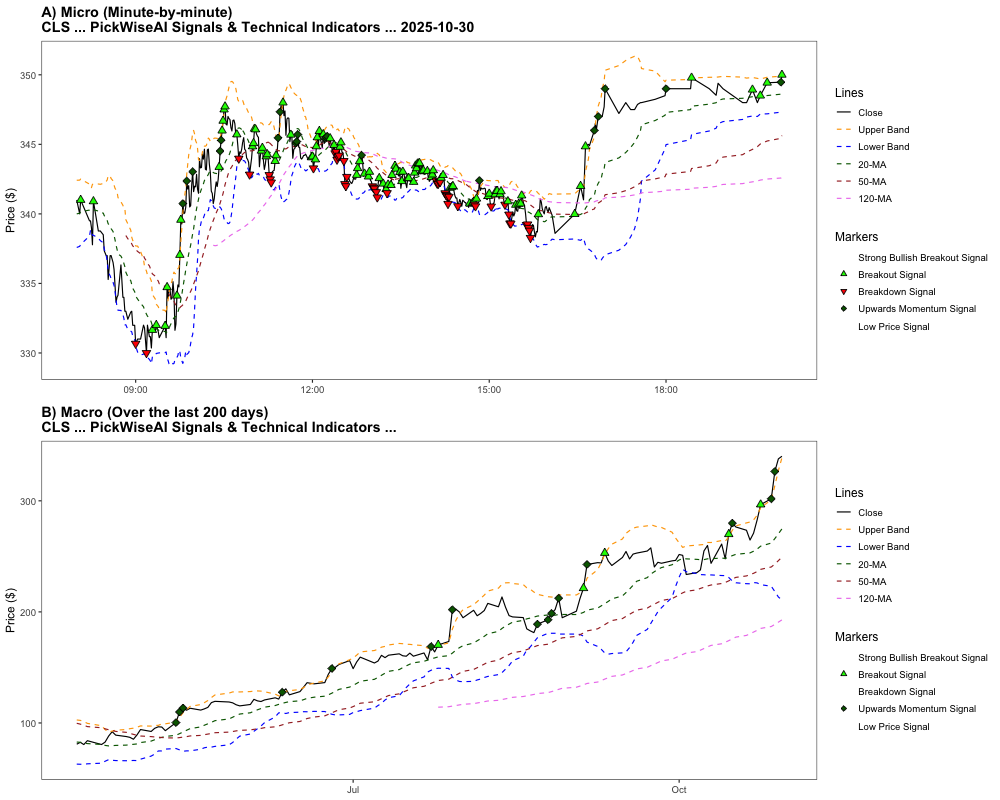 A) Micro (Minute-by-minute)
CLS ... PickWiseAI Signals & Technical Indicators ... 2025-10-30
Price ($)
350
345
340
335
330
09:00
12:00
15:00
18:00
Lines
Close
Upper Band
Lower Band
20-MA
50-MA
120-MA
Markers
Strong Bullish Breakout Signal
Breakout Signal
Breakdown Signal
Upwards Momentum Signal
Low Price Signal
B) Macro (Over the last 200 days)
CLS ... PickWiseAI Signals & Technical Indicators ...
Price ($)
300
200
100
Jul
Oct
Lines
Close
Upper Band
Lower Band
20-MA
50-MA
120-MA
Markers
Strong Bullish Breakout Signal
Breakout Signal
Breakdown Signal
Upwards Momentum Signal
Low Price Signal